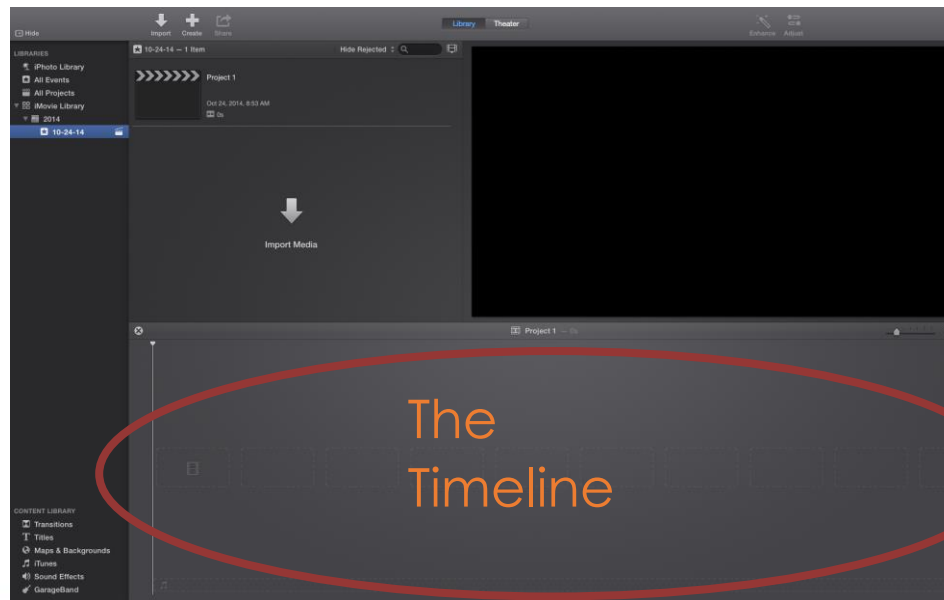 Hide
Import Create Share
Library Theater
Enhance Adjust
LIBRARIES
iPhoto Library
All Events
All Projects
iMovie Library
2014
10-24-14
10-24-14 – 1 Item
Hide Rejected
Project 1
Oct 24, 2014, 8:53 AM
0s
Import Media
Project 1 – 0s
The
Timeline
CONTENT LIBRARY
Transitions
T Titles
Maps & Backgrounds
iTunes
Sound Effects
GarageBand